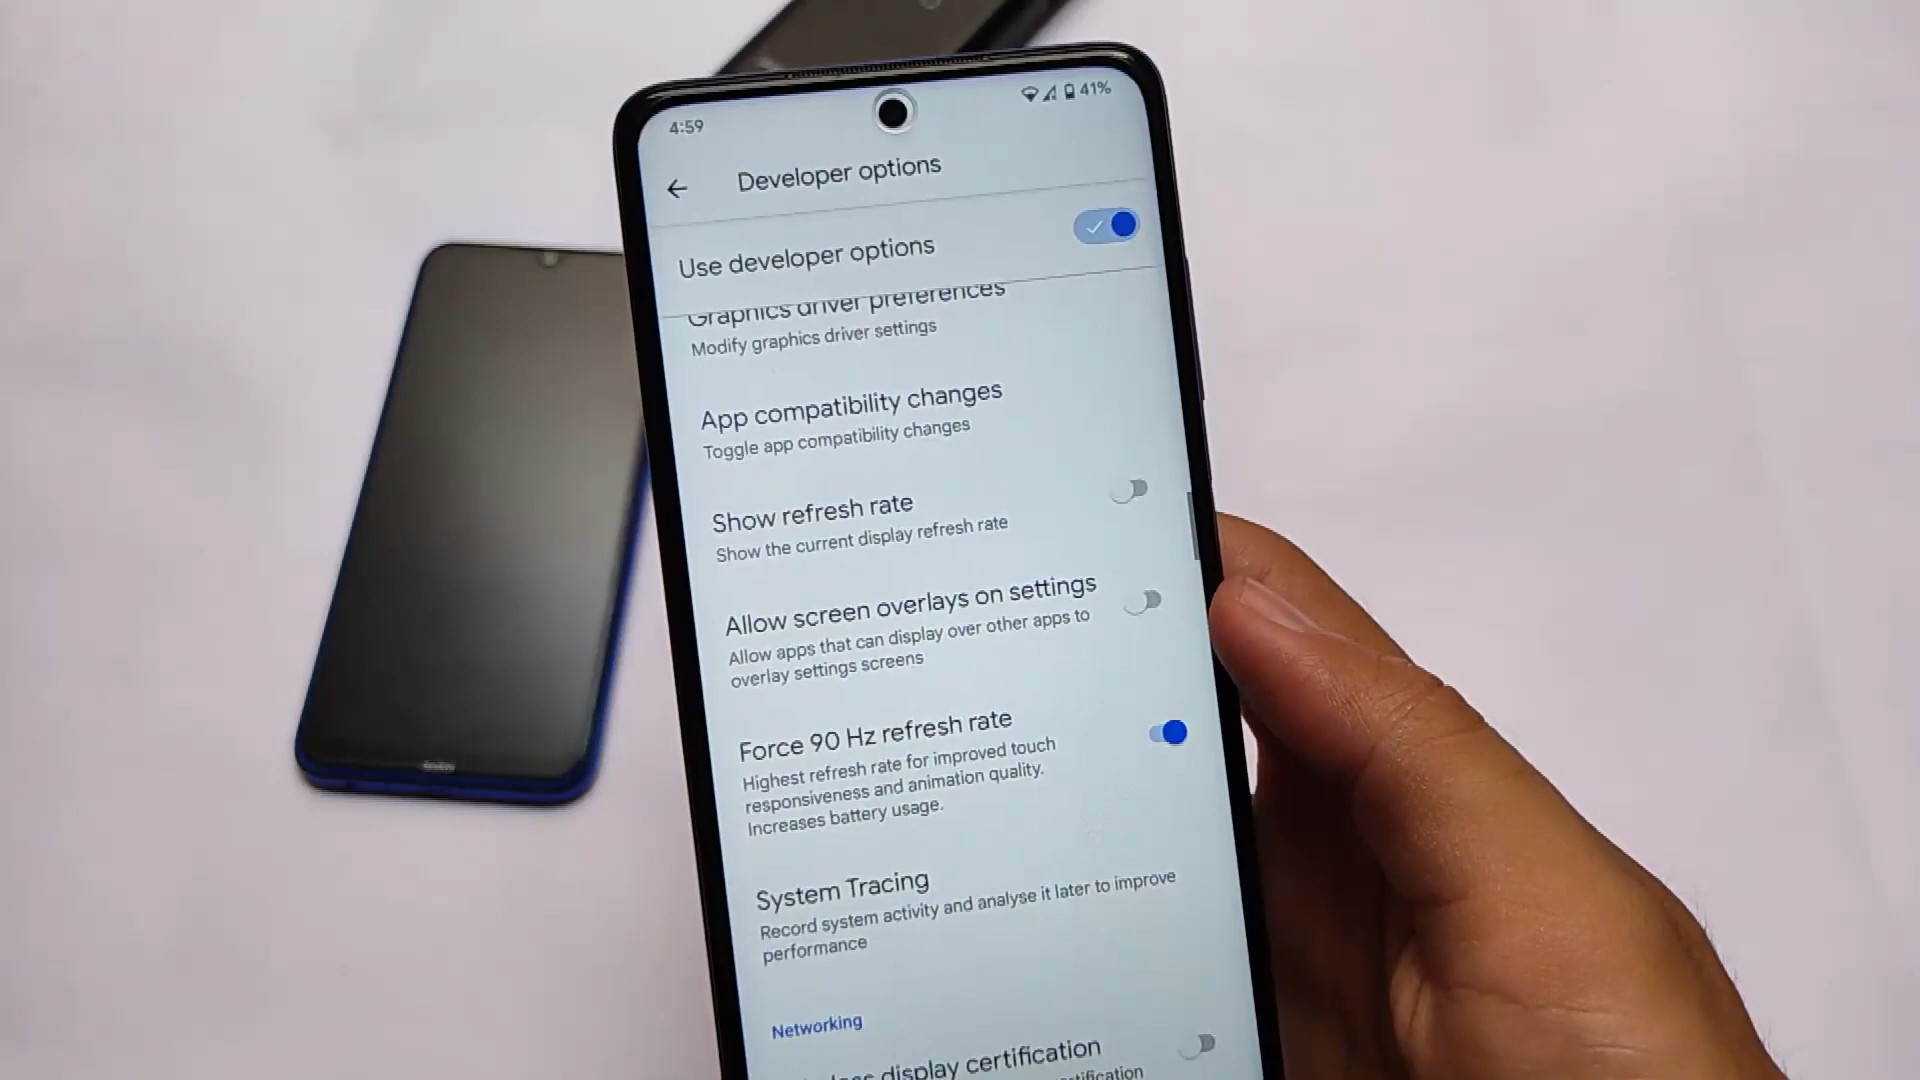 4:59
41%
Developer options
Use developer options
Graphics driver preferences
Modify graphics driver settings
App compatibility changes
Toggle app compatibility changes
Show refresh rate
Show the current display refresh rate
Allow screen overlays on settings
Allow apps that can display over other apps to
overlay settings screens
Force 90 Hz refresh rate
Highest refresh rate for improved touch
responsiveness and animation quality.
Increases battery usage.
System Tracing
Record system activity and analyse it later to improve
performance
Networking
display certification